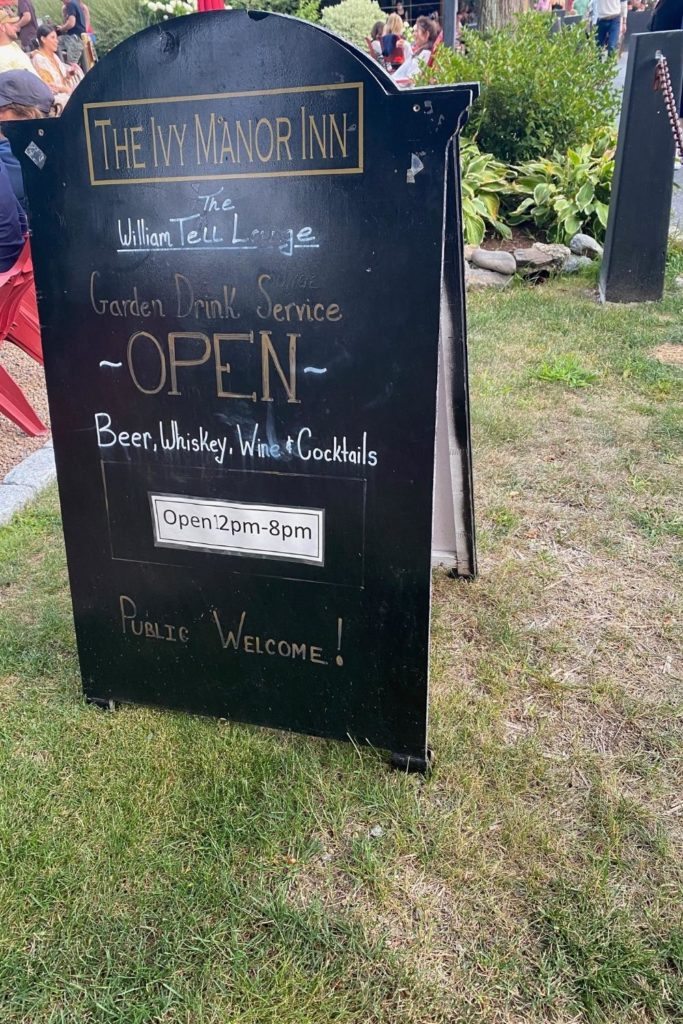 THE IVY MANOR INN
The
William Tell Lounge
Garden Drink Service
~OPEN~
Beer, Whiskey, Wine & Cocktails
Open12pm-8pm
PUBLIC WELCOME!